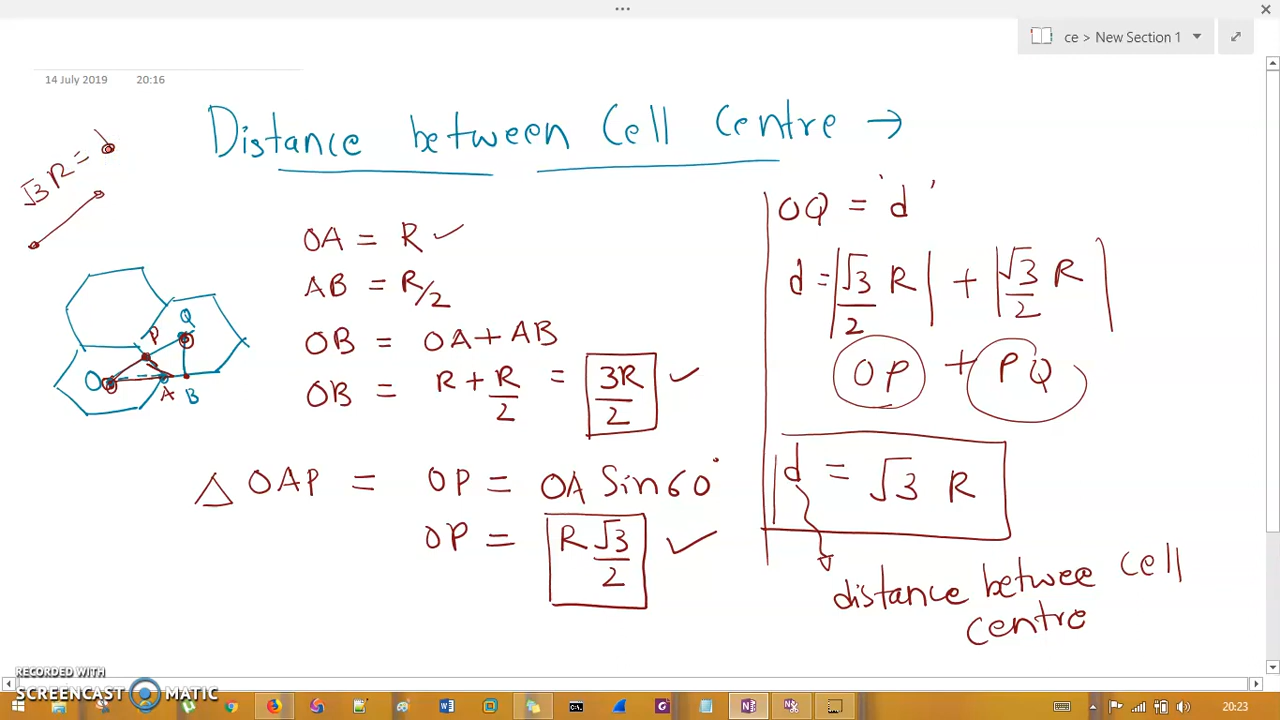 ...
ce > New Section 1
14 July 2019 20:16
Distance between Cell Centre →
√3 R = d
OA = R ✓
AB = R/2
OB = OA + AB
OB = R + R/2 = 3R/2 ✓
△ OAP = OP = OA Sin60°
OP = R √3/2 ✓
OQ = 'd'
d = |√3/2 R| + |√3/2 R|
OP + PQ
d = √3 R
distance betwee cell
centre
Q
P
O
A
B
RECORDED WITH
SCREENCAST MATIC
20:23